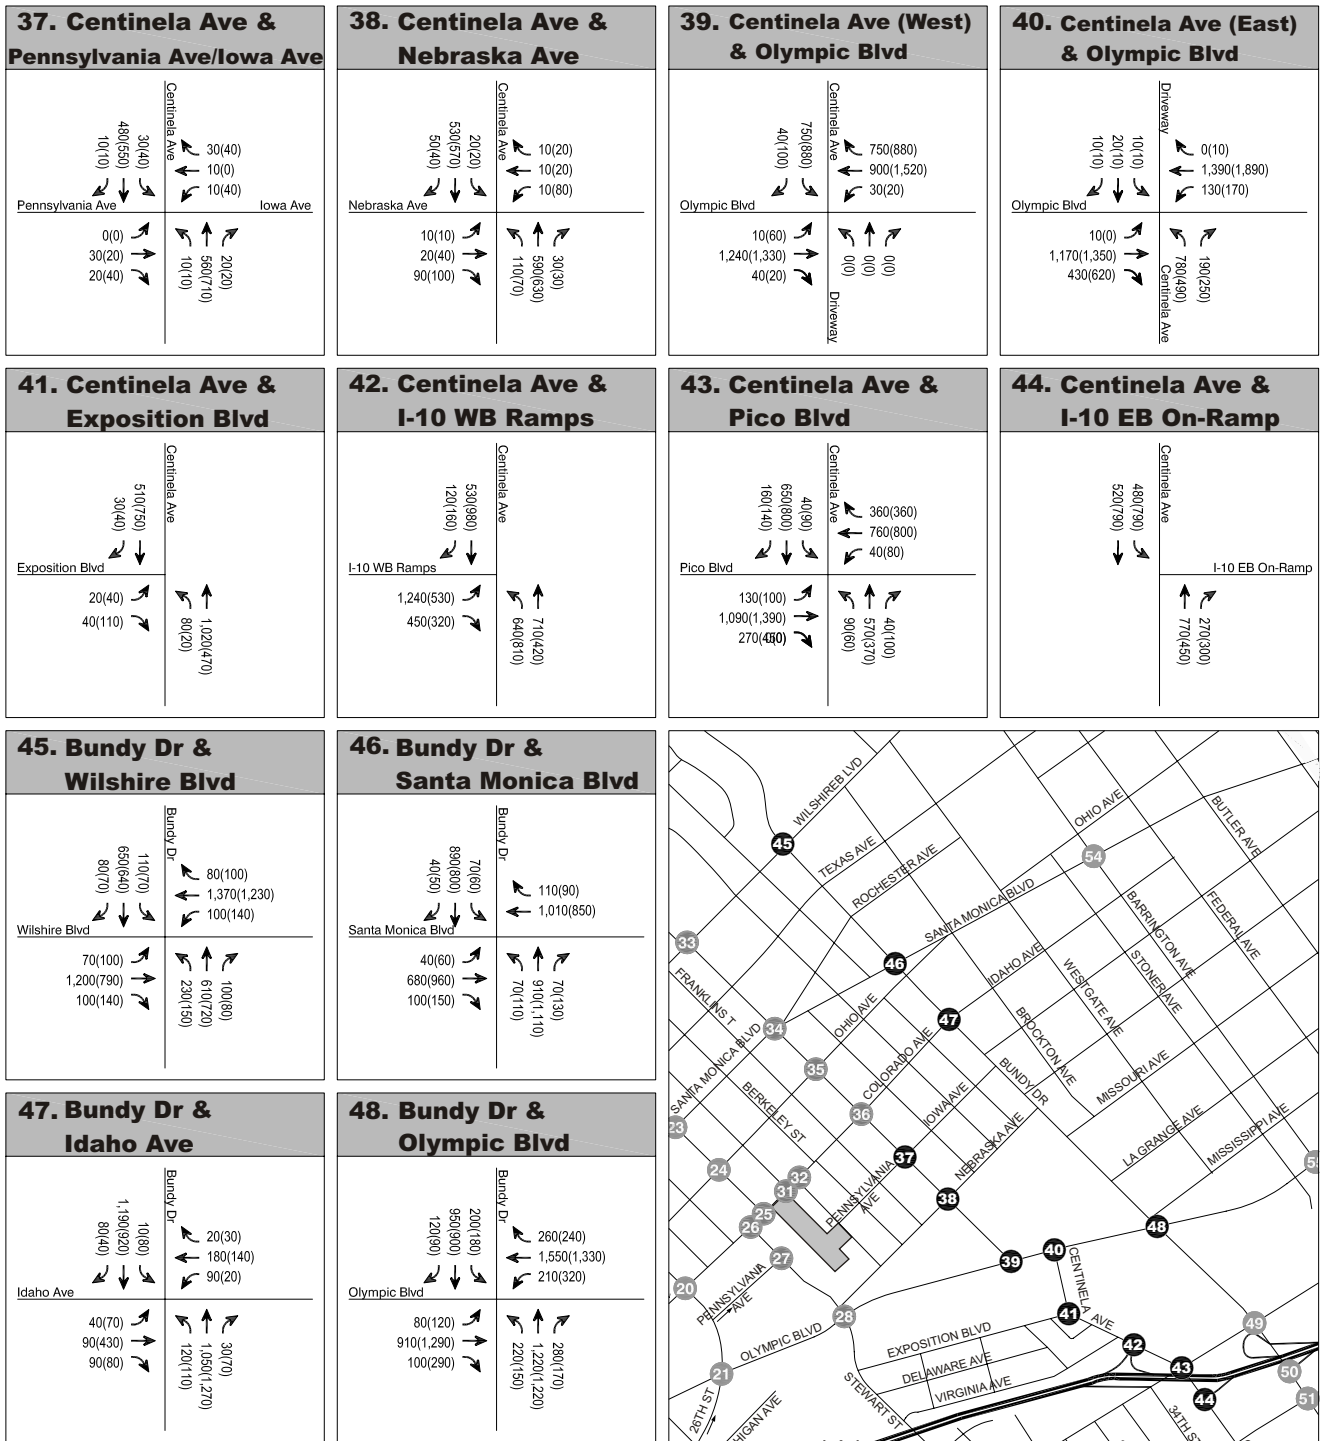 37. Centinela Ave &
Pennsylvania Ave/Iowa Ave
Centinela Ave
10(10)
480(550)
30(40)
30(40)
10(0)
10(40)
Pennsylvania Ave
Iowa Ave
0(0)
30(20)
20(40)
10(10)
560(710)
20(20)
38. Centinela Ave &
Nebraska Ave
Centinela Ave
50(40)
530(570)
20(20)
10(20)
10(20)
10(80)
Nebraska Ave
10(10)
20(40)
90(100)
110(70)
590(630)
30(30)
39. Centinela Ave (West)
& Olympic Blvd
Centinela Ave
40(100)
750(880)
750(880)
900(1,520)
30(20)
Olympic Blvd
10(60)
1,240(1,330)
40(20)
0(0)
0(0)
0(0)
Driveway
40. Centinela Ave (East)
& Olympic Blvd
Driveway
10(10)
20(10)
10(10)
0(10)
1,390(1,890)
130(170)
Olympic Blvd
10(0)
1,170(1,350)
430(620)
780(490)
190(250)
Centinela Ave
41. Centinela Ave &
Exposition Blvd
Centinela Ave
30(40)
510(750)
Exposition Blvd
20(40)
40(110)
80(20)
1,020(470)
42. Centinela Ave &
I-10 WB Ramps
Centinela Ave
120(160)
530(980)
I-10 WB Ramps
1,240(530)
450(320)
640(810)
710(420)
43. Centinela Ave &
Pico Blvd
Centinela Ave
160(140)
650(800)
40(90)
360(360)
760(800)
40(80)
Pico Blvd
130(100)
1,090(1,390)
90(60)
570(370)
40(100)
44. Centinela Ave &
I-10 EB On-Ramp
Centinela Ave
520(790)
480(790)
I-10 EB On-Ramp
770(450)
270(300)
45. Bundy Dr &
Wilshire Blvd
Bundy Dr
80(70)
650(640)
110(70)
80(100)
1,370(1,230)
100(140)
Wilshire Blvd
70(100)
1,200(790)
100(140)
230(150)
610(720)
100(80)
46. Bundy Dr &
Santa Monica Blvd
Bundy Dr
40(50)
890(800)
70(60)
110(90)
1,010(850)
Santa Monica Blvd
40(60)
680(960)
100(150)
70(110)
910(1,110)
70(130)
47. Bundy Dr &
Idaho Ave
Bundy Dr
80(40)
1,190(920)
10(80)
20(30)
180(140)
90(20)
Idaho Ave
40(70)
90(430)
90(80)
120(110)
1,050(1,270)
30(70)
48. Bundy Dr &
Olympic Blvd
Bundy Dr
120(90)
950(900)
200(180)
260(240)
1,550(1,330)
210(320)
Olympic Blvd
80(120)
910(1,290)
100(290)
220(150)
1,220(1,220)
280(170)
WILSHIREB LVD
45
TEXAS AVE
ROCHESTER AVE
OHIO AVE
BUTLER AVE
54
SANTA MONICA BLVD
BARRINGTON AVE
FEDERAL AVE
33
46
IDAHO AVE
WESTGATE AVE
STONER AVE
FRANKLINS T
OHIO AVE
34
47
BROCKTON AVE
SANTA MONICA BLVD
COLORADO AVE
35
BUNDY DR
MISSOURI AVE
BERKELEY ST
36
IOWA AVE
23
NEBRASKA AVE
LA GRANGE AVE
MISSISSIPPI AVE
24
37
PENNSYLVANIA
AVE
32
31
38
25
26
48
27
39
40
CENTINELA
AVE
20
PENNSYLVANIA
AVE
28
41
49
OLYMPIC BLVD
EXPOSITION BLVD
42
DELAWARE AVE
43
21
VIRGINIA AVE
50
STEWART ST
44
51
26TH ST
HIGAN AVE
34TH ST